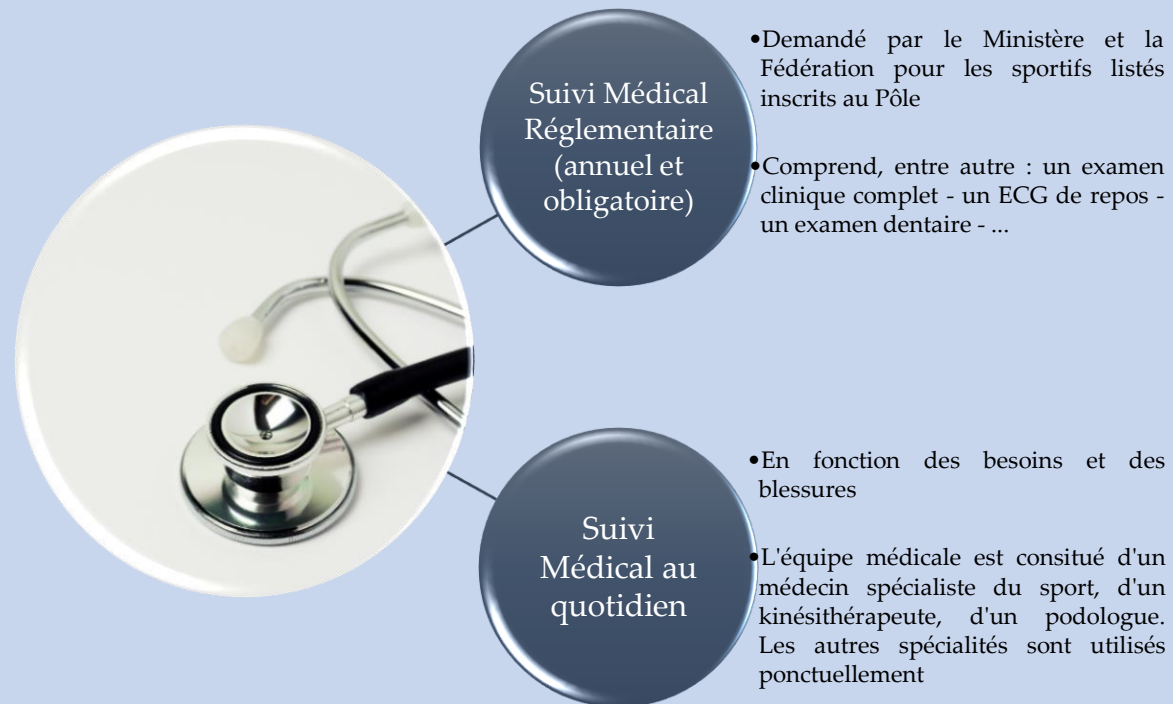 Suivi Médical
Réglementaire
(annuel et
obligatoire)
•Demandé par le Ministère et la
Fédération pour les sportifs listés
inscrits au Pôle
•Comprend, entre autre : un examen
clinique complet - un ECG de repos -
un examen dentaire - ...
Suivi
Médical au
quotidien
•En fonction des besoins et des
blessures
•L'équipe médicale est consitué d'un
médecin spécialiste du sport, d'un
kinésithérapeute, d'un podologue.
Les autres spécialités sont utilisés
ponctuellement